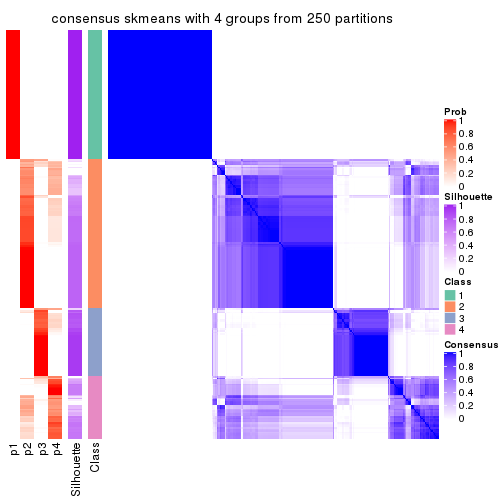 consensus skmeans with 4 groups from 250 partitions
Prob
1
0.8
0.6
0.4
0.2
0
Silhouette
1
0.8
0.6
0.4
0.2
0
Class
1
2
3
4
Consensus
1
0.8
0.6
0.4
0.2
0
p1
p2
p3
p4
Silhouette
Class